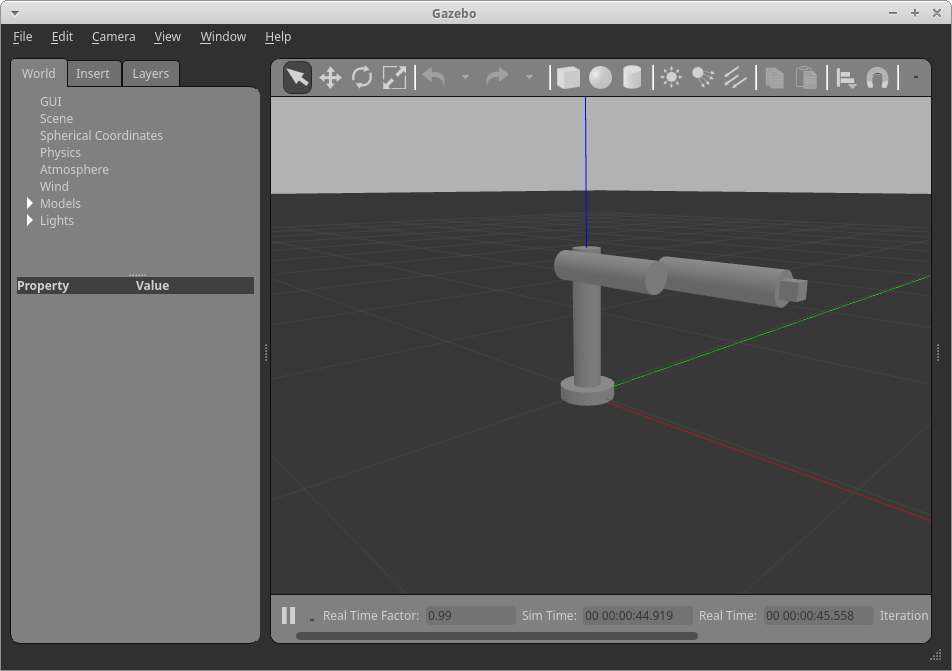 Gazebo
File Edit Camera View Window Help
World Insert Layers
GUI
Scene
Spherical Coordinates
Physics
Atmosphere
Wind
Models
Lights
Property Value
Real Time Factor: 0.99 Sim Time: 00 00:00:44.919 Real Time: 00 00:00:45.558 Iteration